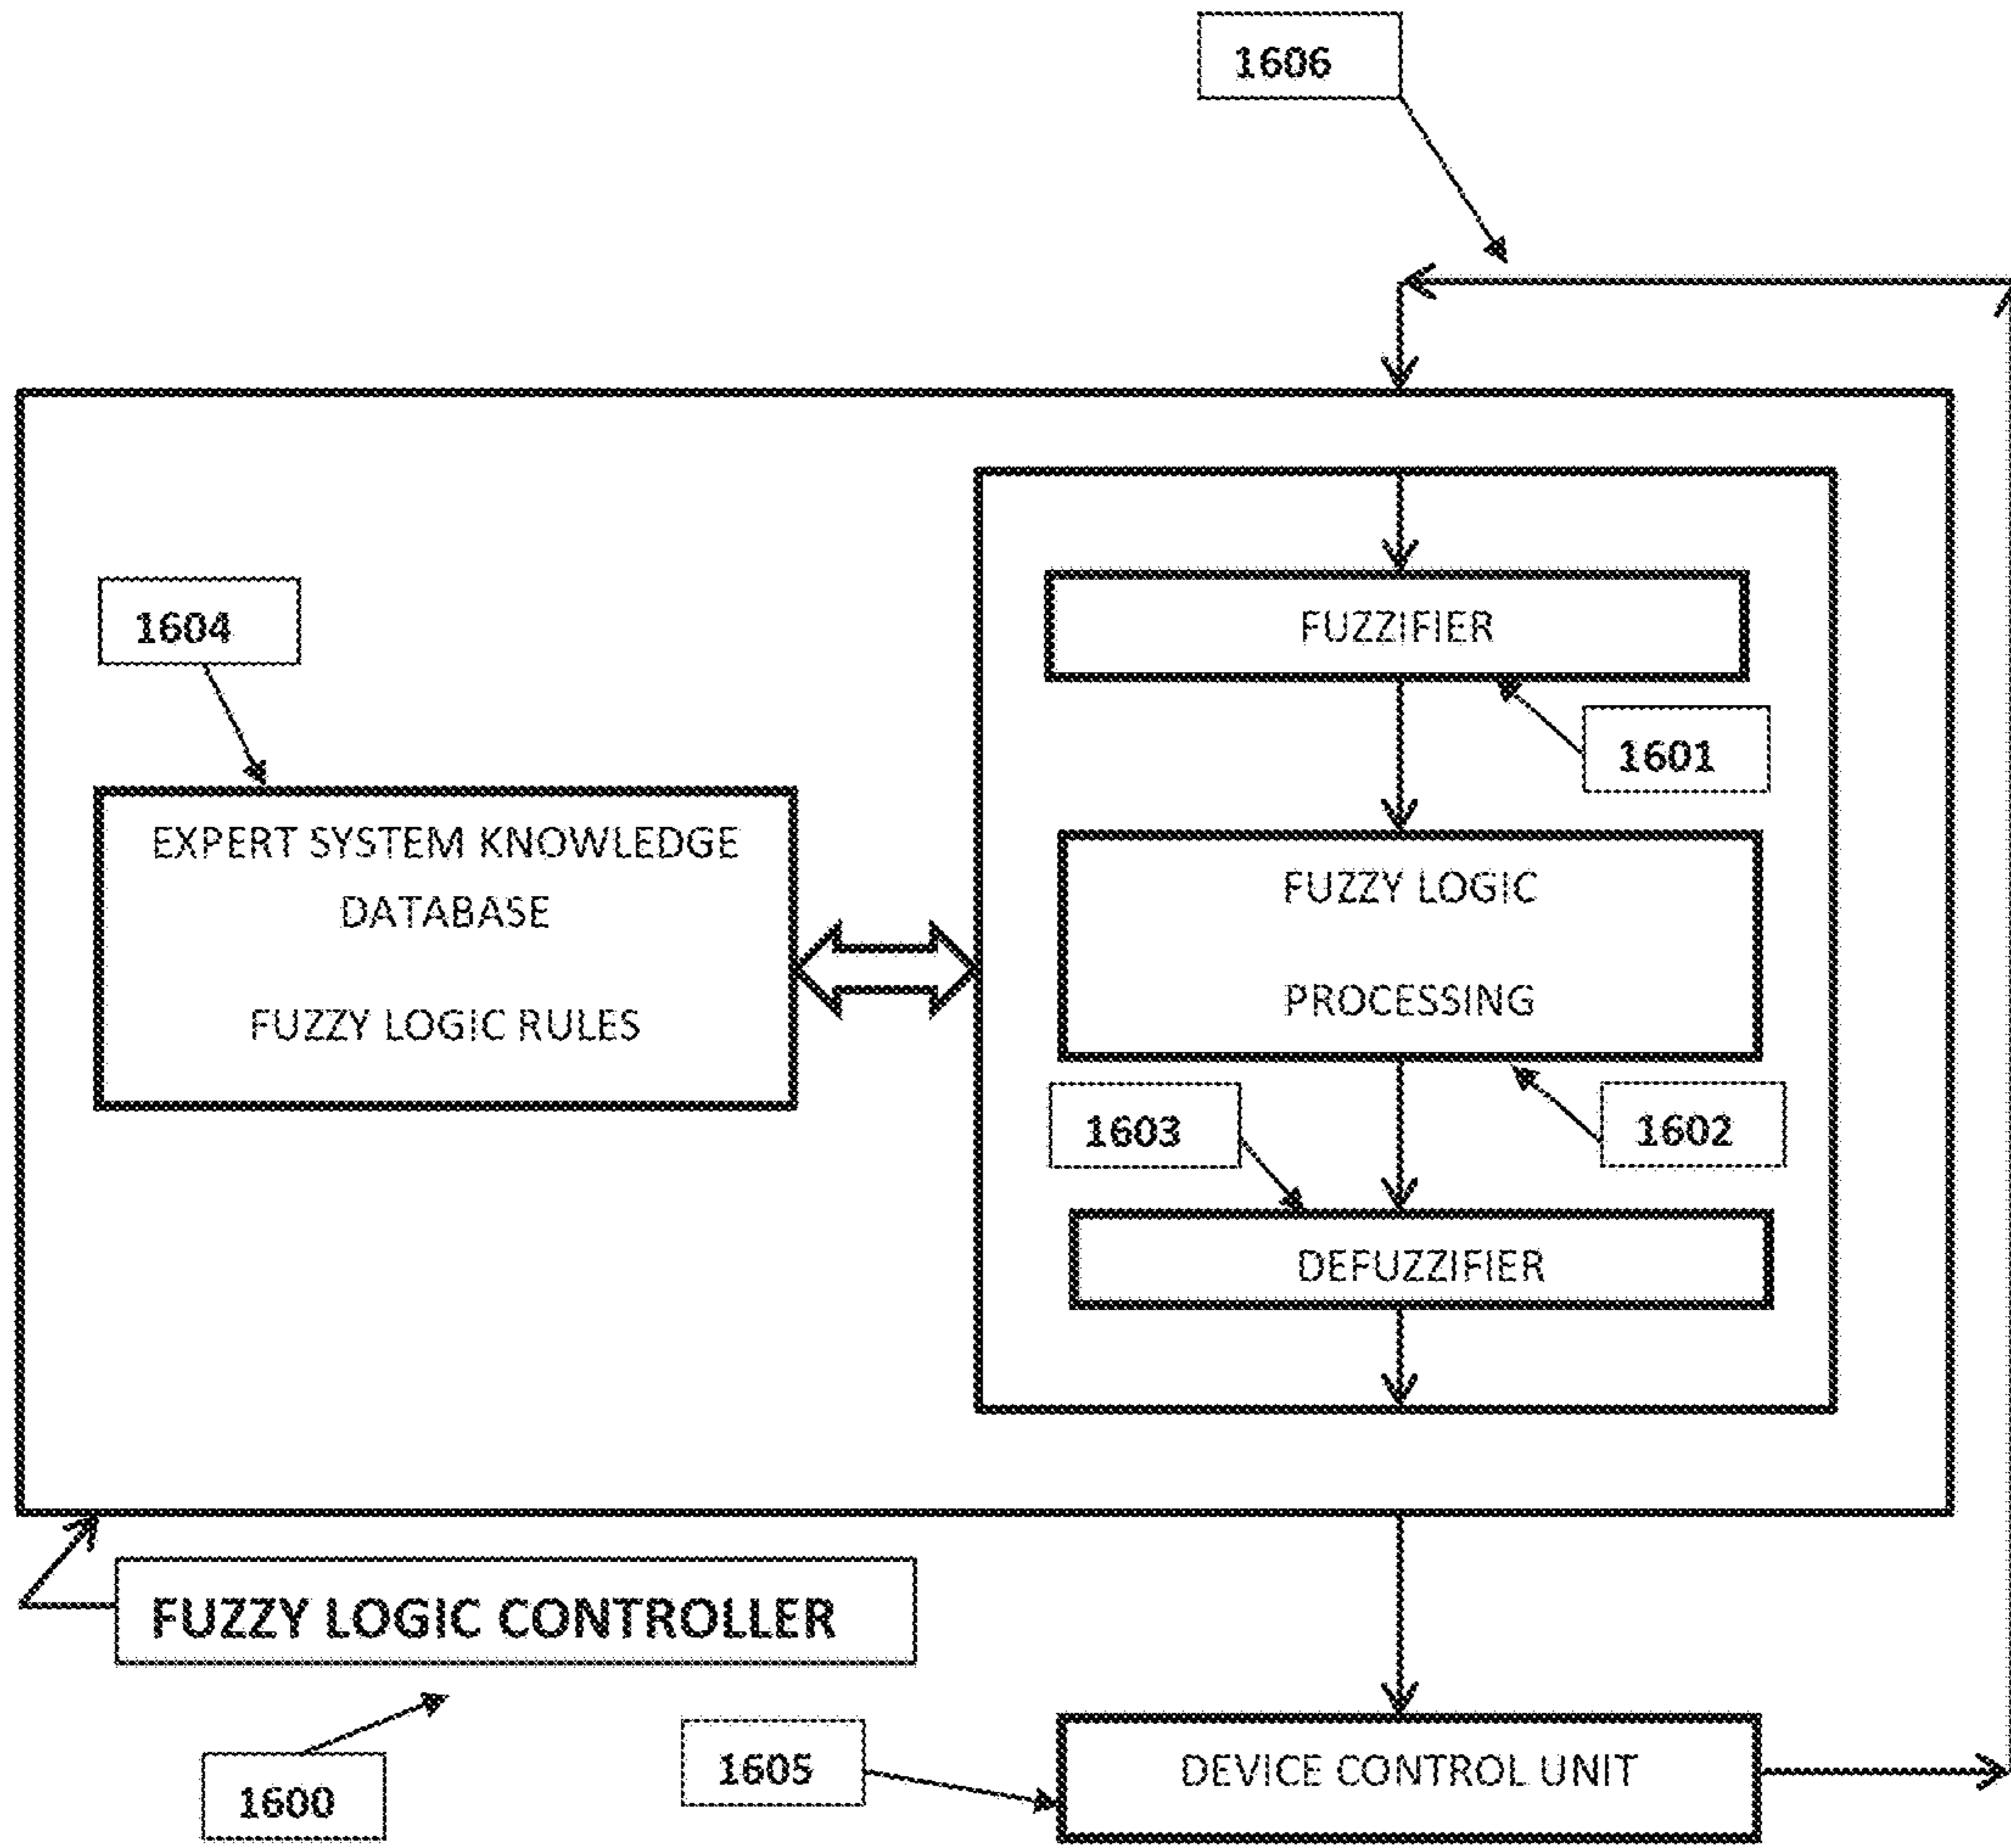 1606
FUZZIFIER
1604
1601
EXPERT SYSTEM KNOWLEDGE
DATABASE
FUZZY LOGIC RULES
FUZZY LOGIC
PROCESSING
1603
1602
DEFUZZIFIER
FUZZY LOGIC CONTROLLER
1600
1605
DEVICE CONTROL UNIT